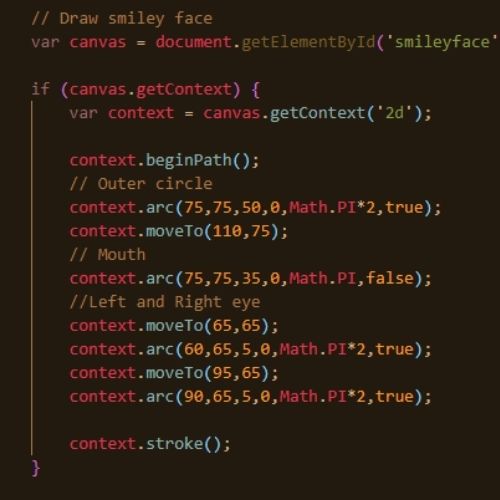 // Draw smiley face
var canvas = document.getElementById('smileyface'
if (canvas.getContext) {
var context = canvas.getContext('2d');
context.beginPath();
// Outer circle
context.arc(75,75,50,0,Math.PI*2,true);
context.moveTo(110,75);
// Mouth
context.arc(75,75,35,0,Math.PI,false);
//Left and Right eye
context.moveTo(65,65);
context.arc(60,65,5,0,Math.PI*2,true);
context.moveTo(95,65);
context.arc(90,65,5,0,Math.PI*2,true);
context.stroke();
}